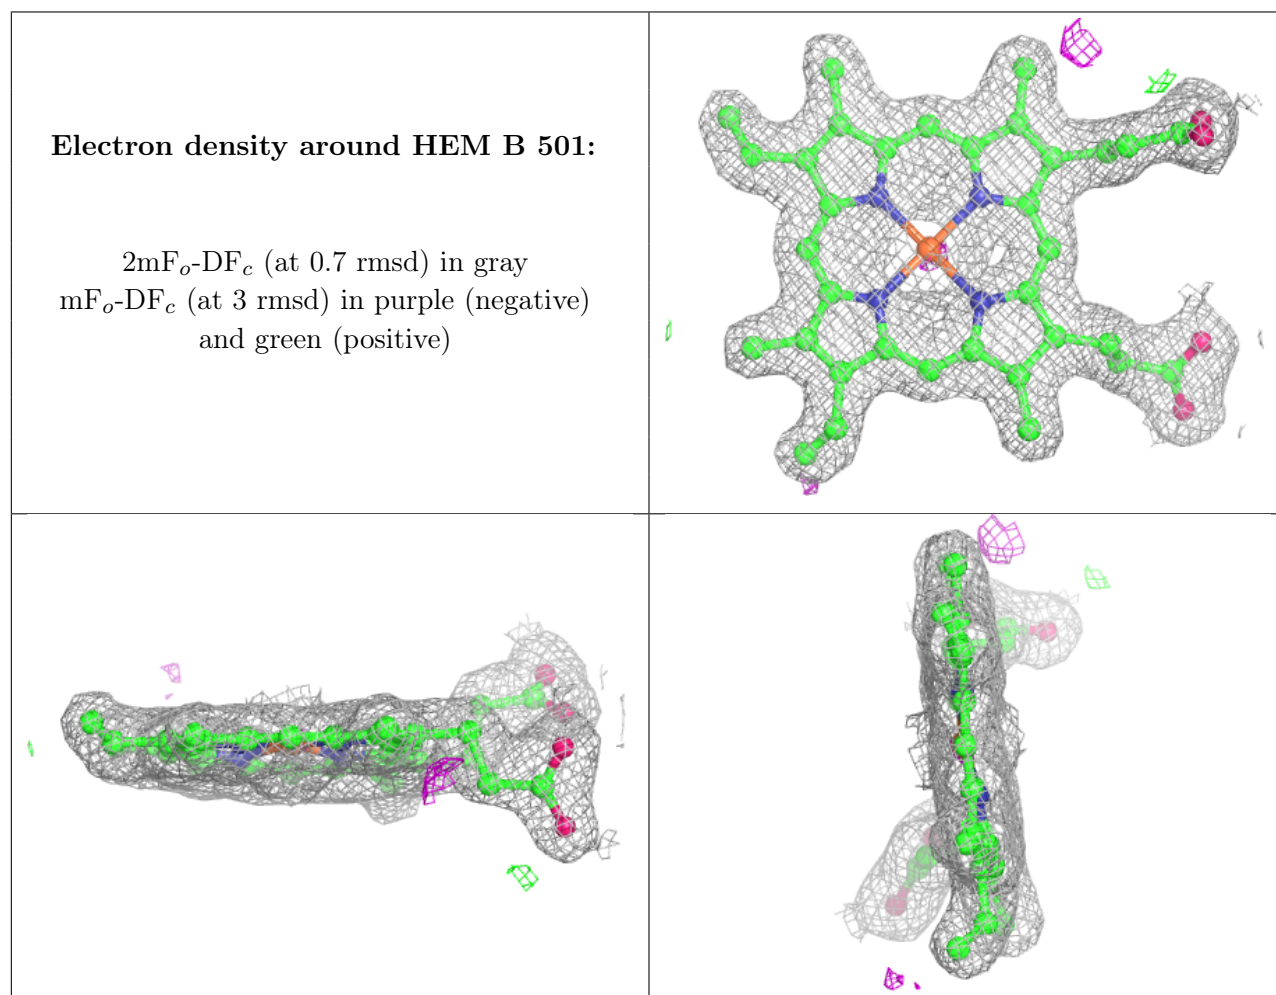 Electron density around HEM B 501:
2mFₒ-DF𝒸 (at 0.7 rmsd) in gray
mFₒ-DF𝒸 (at 3 rmsd) in purple (negative)
and green (positive)